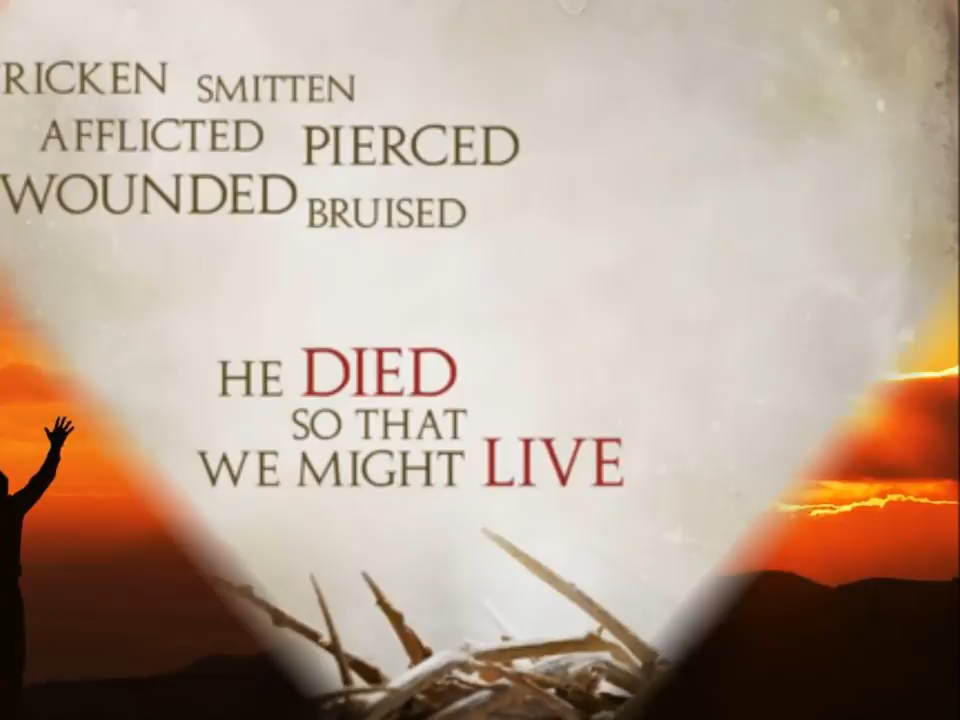 RICKEN SMITTEN
AFFLICTED PIERCED
WOUNDED BRUISED
HE DIED
SO THAT
WE MIGHT LIVE